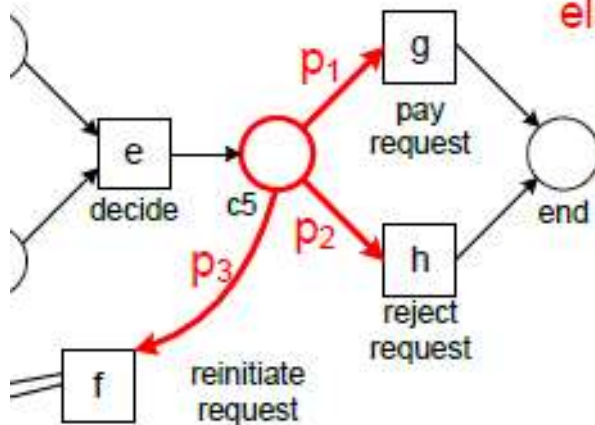 el
p1
g
pay
request
e
decide
c5
p2
end
p3
h
reject
request
f
reinitiate
request